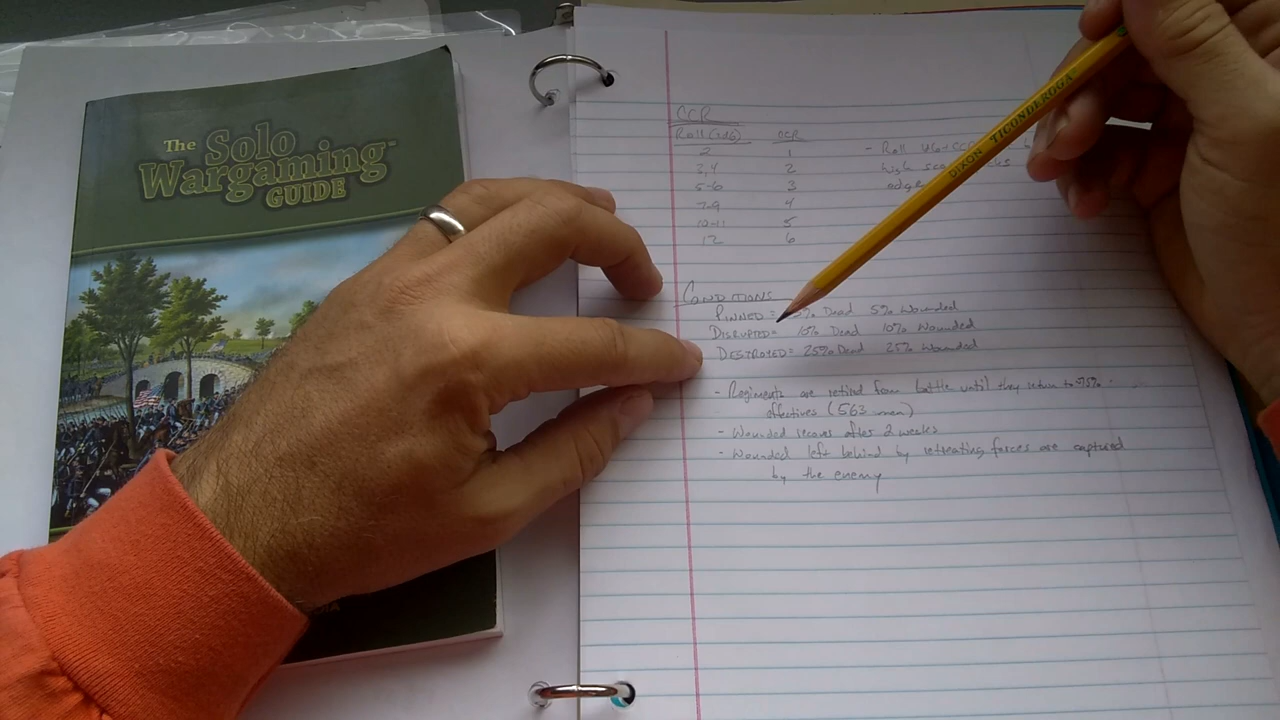 The Solo
Wargaming™
GUIDE
DIXON TICONDEROGA
CCR
Roll (2d6) CCR
2 1
3,4 2
5-6 3
7-9 4
10-11 5
12 6
- Roll
high
edge
CONDITIONS
PINNED = 5% Dead 5% Wounded
DISRUPTED = 10% Dead 10% Wounded
DESTROYED = 25% Dead 25% Wounded
- Regiments are retired from battle until they return to 75%
effectives (563 men)
- Wounded recover after 2 weeks
- Wounded left behind by retreating forces are captured
by the enemy